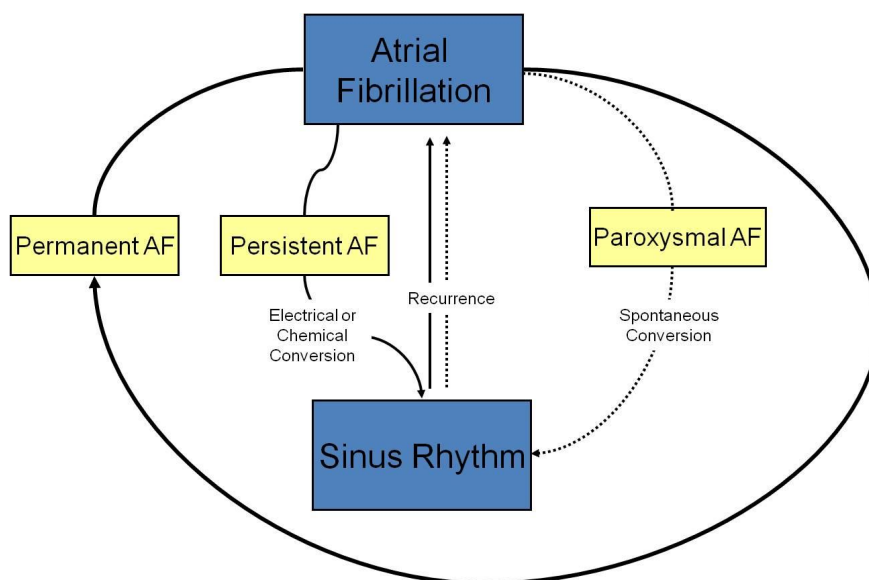 Atrial
Fibrillation
Permanent AF
Persistent AF
Paroxysmal AF
Electrical or
Chemical
Conversion
Recurrence
Spontaneous
Conversion
Sinus Rhythm